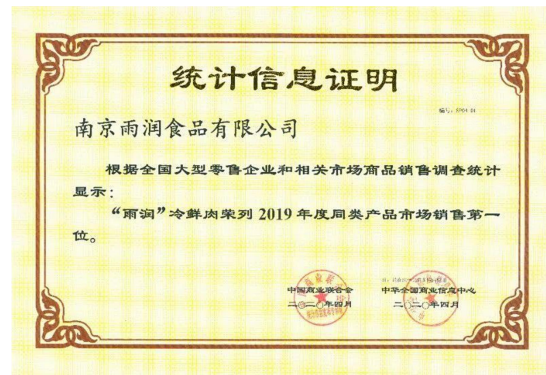 统计信息证明
南京雨润食品有限公司
根据全国大型零售企业和相关市场商品销售调查统计
显示：
“雨润”冷鲜肉荣列 2019 年度同类产品市场销售第一
位。
中国商业联合会
中华全国商业信息中心
二〇二〇年四月
二〇二〇年四月